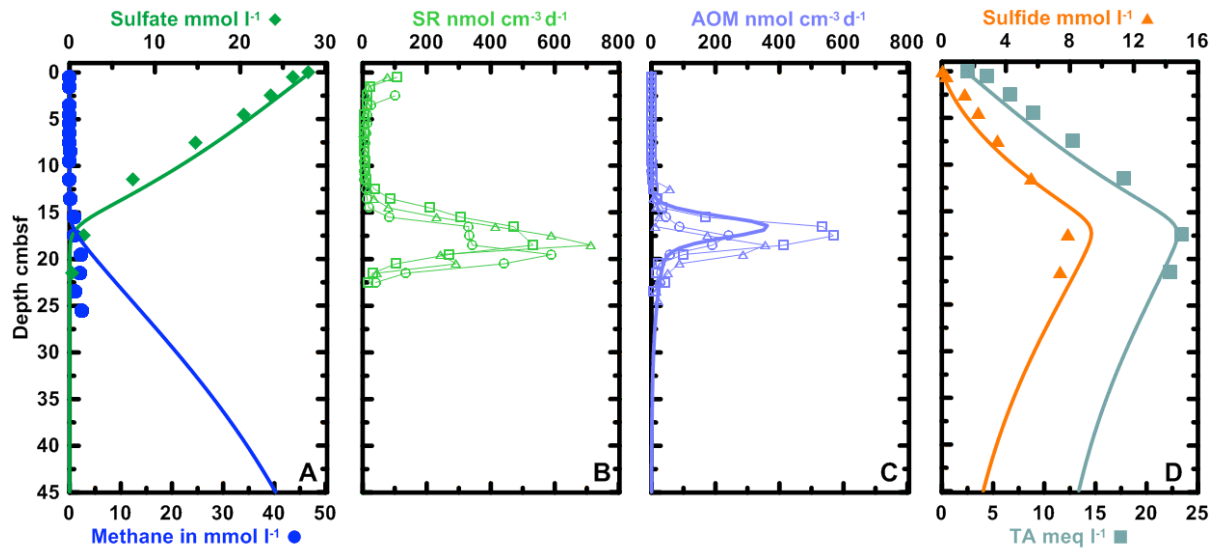 Sulfate mmol l-1
SR nmol cm-3 d-1
AOM nmol cm-3 d-1
Sulfide mmol l-1
0 10 20 30
0 200 400 600 800
0 200 400 600 800
0 4 8 12 15
Depth cmbsf
0
5
10
15
20
25
30
35
40
45
A
B
C
D
0 10 20 30 40 50
0 5 10 15 20 25
Methane in mmol l-1
TA meq l-1